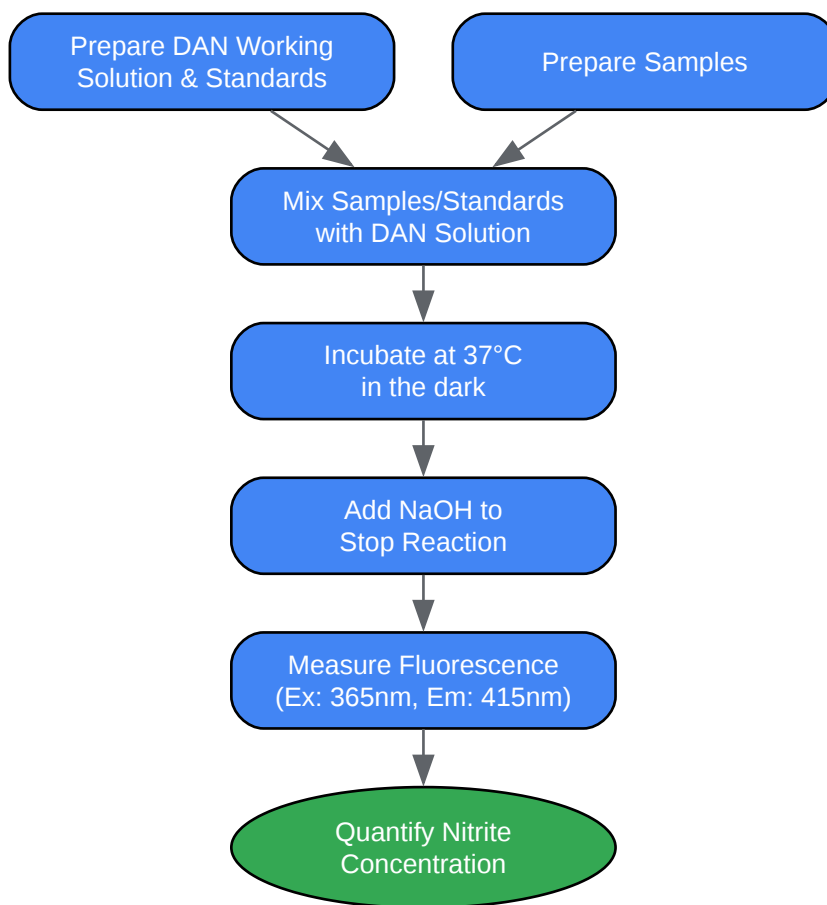 Prepare DAN Working
Solution & Standards
Prepare Samples
Mix Samples/Standards
with DAN Solution
Incubate at 37°C
in the dark
Add NaOH to
Stop Reaction
Measure Fluorescence
(Ex: 365nm, Em: 415nm)
Quantify Nitrite
Concentration